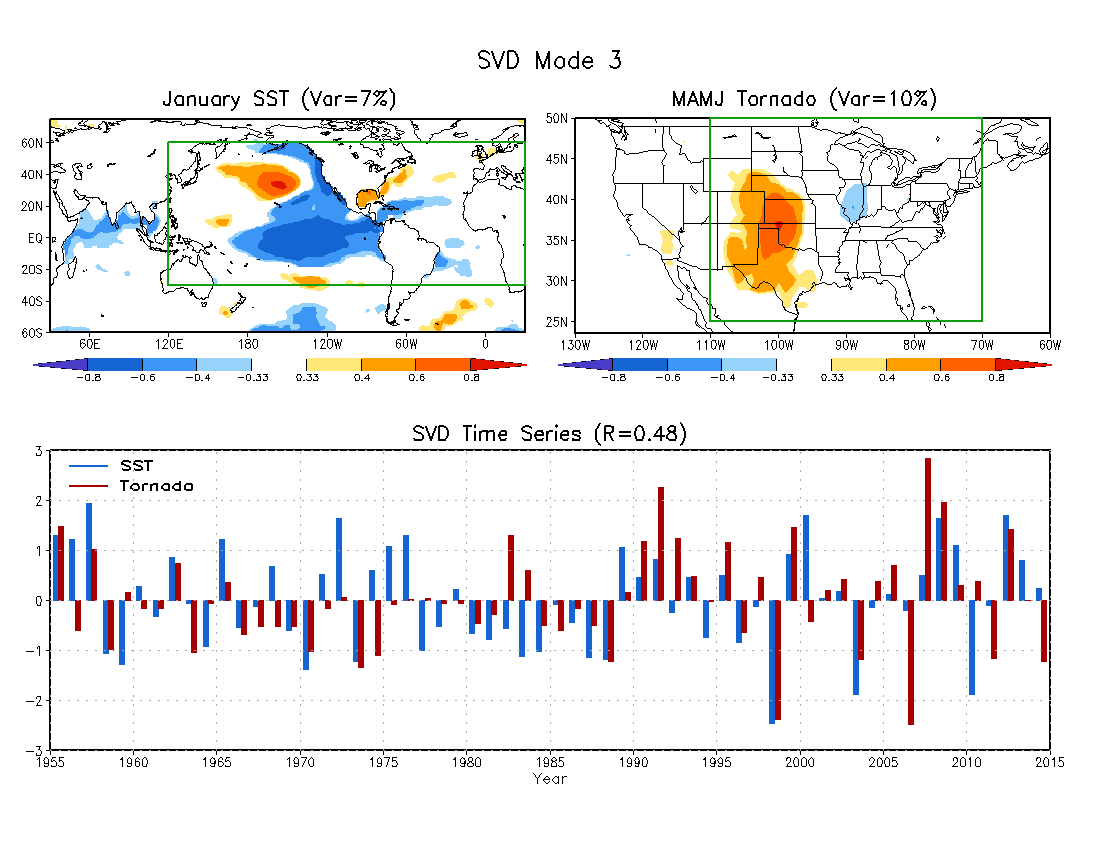 SVD Mode 3
January SST (Var=7%)
MAMJ Tornado (Var=10%)
60N
40N
20N
EQ
20S
40S
60S
60E 120E 180 120W 60W 0
50N
45N
40N
35N
30N
25N
130W 120W 110W 100W 90W 80W 70W 60W
−0.8 −0.6 −0.4 −0.33 0.33 0.4 0.6 0.8
−0.8 −0.6 −0.4 −0.33 0.33 0.4 0.6 0.8
SVD Time Series (R=0.48)
SST
Tornado
3
2
1
0
−1
−2
−3
1955 1960 1965 1970 1975 1980 1985 1990 1995 2000 2005 2010 2015
Year